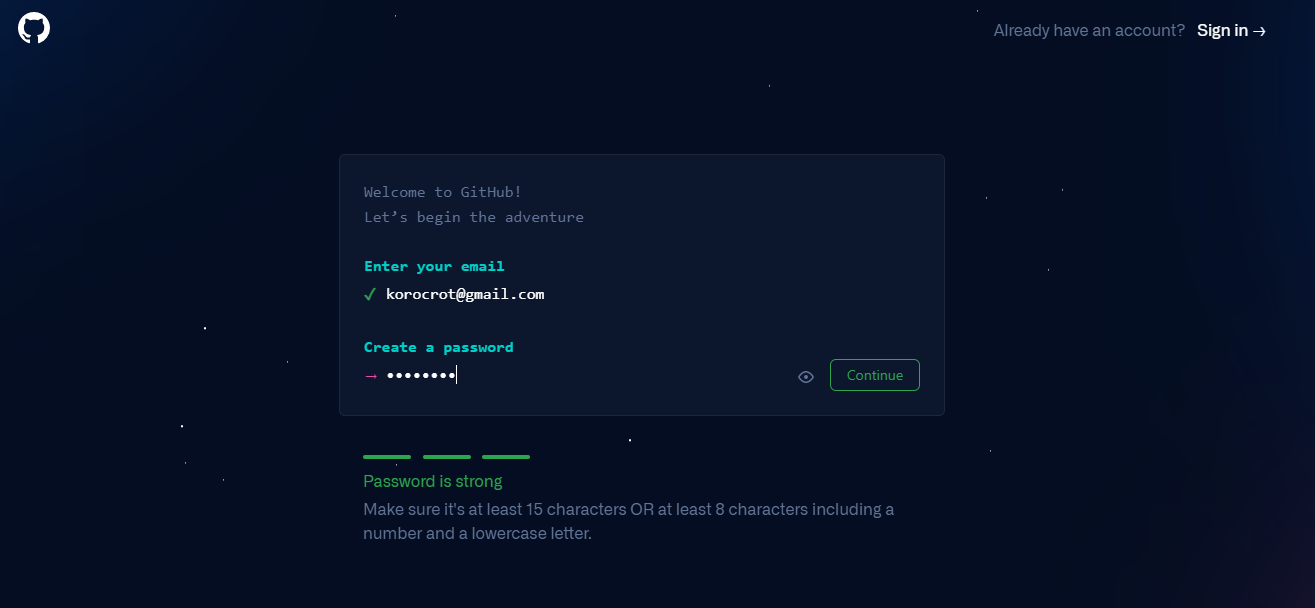 Already have an account? Sign in →
Welcome to GitHub!
Let’s begin the adventure
Enter your email
✓ korocrot@gmail.com
Create a password
→ ••••••••
Continue
Password is strong
Make sure it's at least 15 characters OR at least 8 characters including a
number and a lowercase letter.